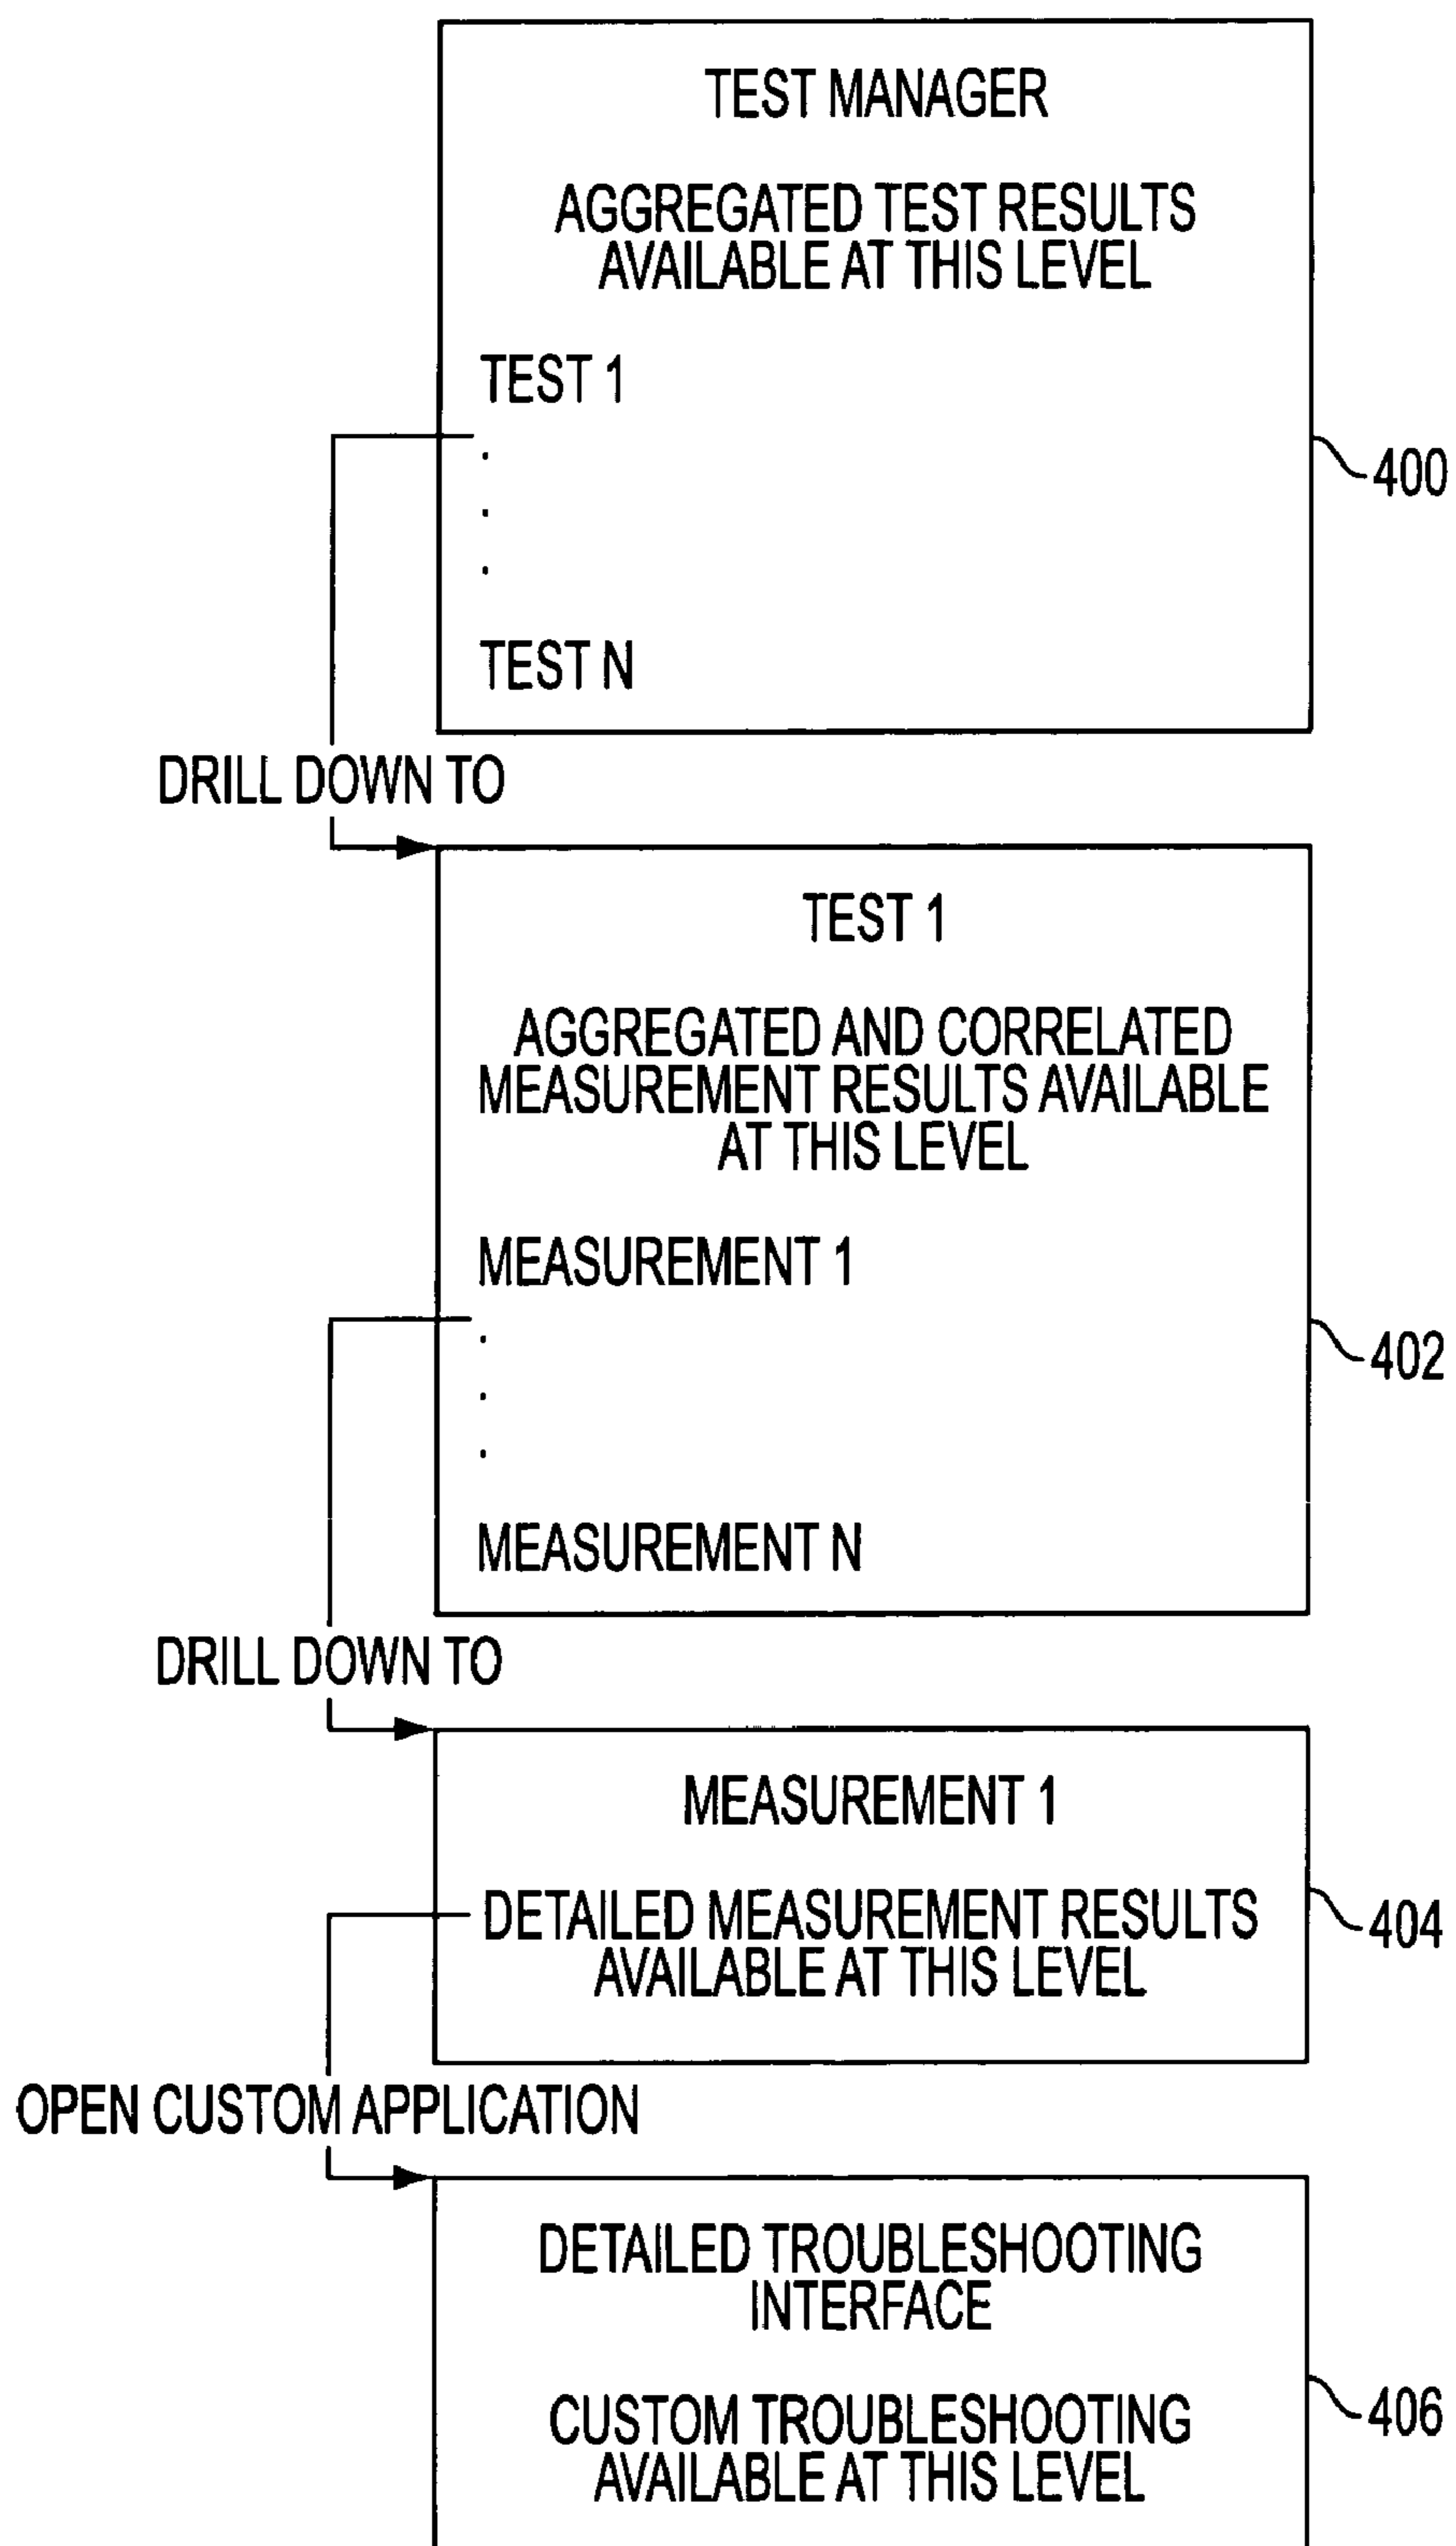 TEST MANAGER
AGGREGATED TEST RESULTS
AVAILABLE AT THIS LEVEL
TEST 1
.
.
.
TEST N
400
DRILL DOWN TO
TEST 1
AGGREGATED AND CORRELATED
MEASUREMENT RESULTS AVAILABLE
AT THIS LEVEL
MEASUREMENT 1
.
.
.
MEASUREMENT N
402
DRILL DOWN TO
MEASUREMENT 1
DETAILED MEASUREMENT RESULTS
AVAILABLE AT THIS LEVEL
404
OPEN CUSTOM APPLICATION
DETAILED TROUBLESHOOTING
INTERFACE
CUSTOM TROUBLESHOOTING
AVAILABLE AT THIS LEVEL
406